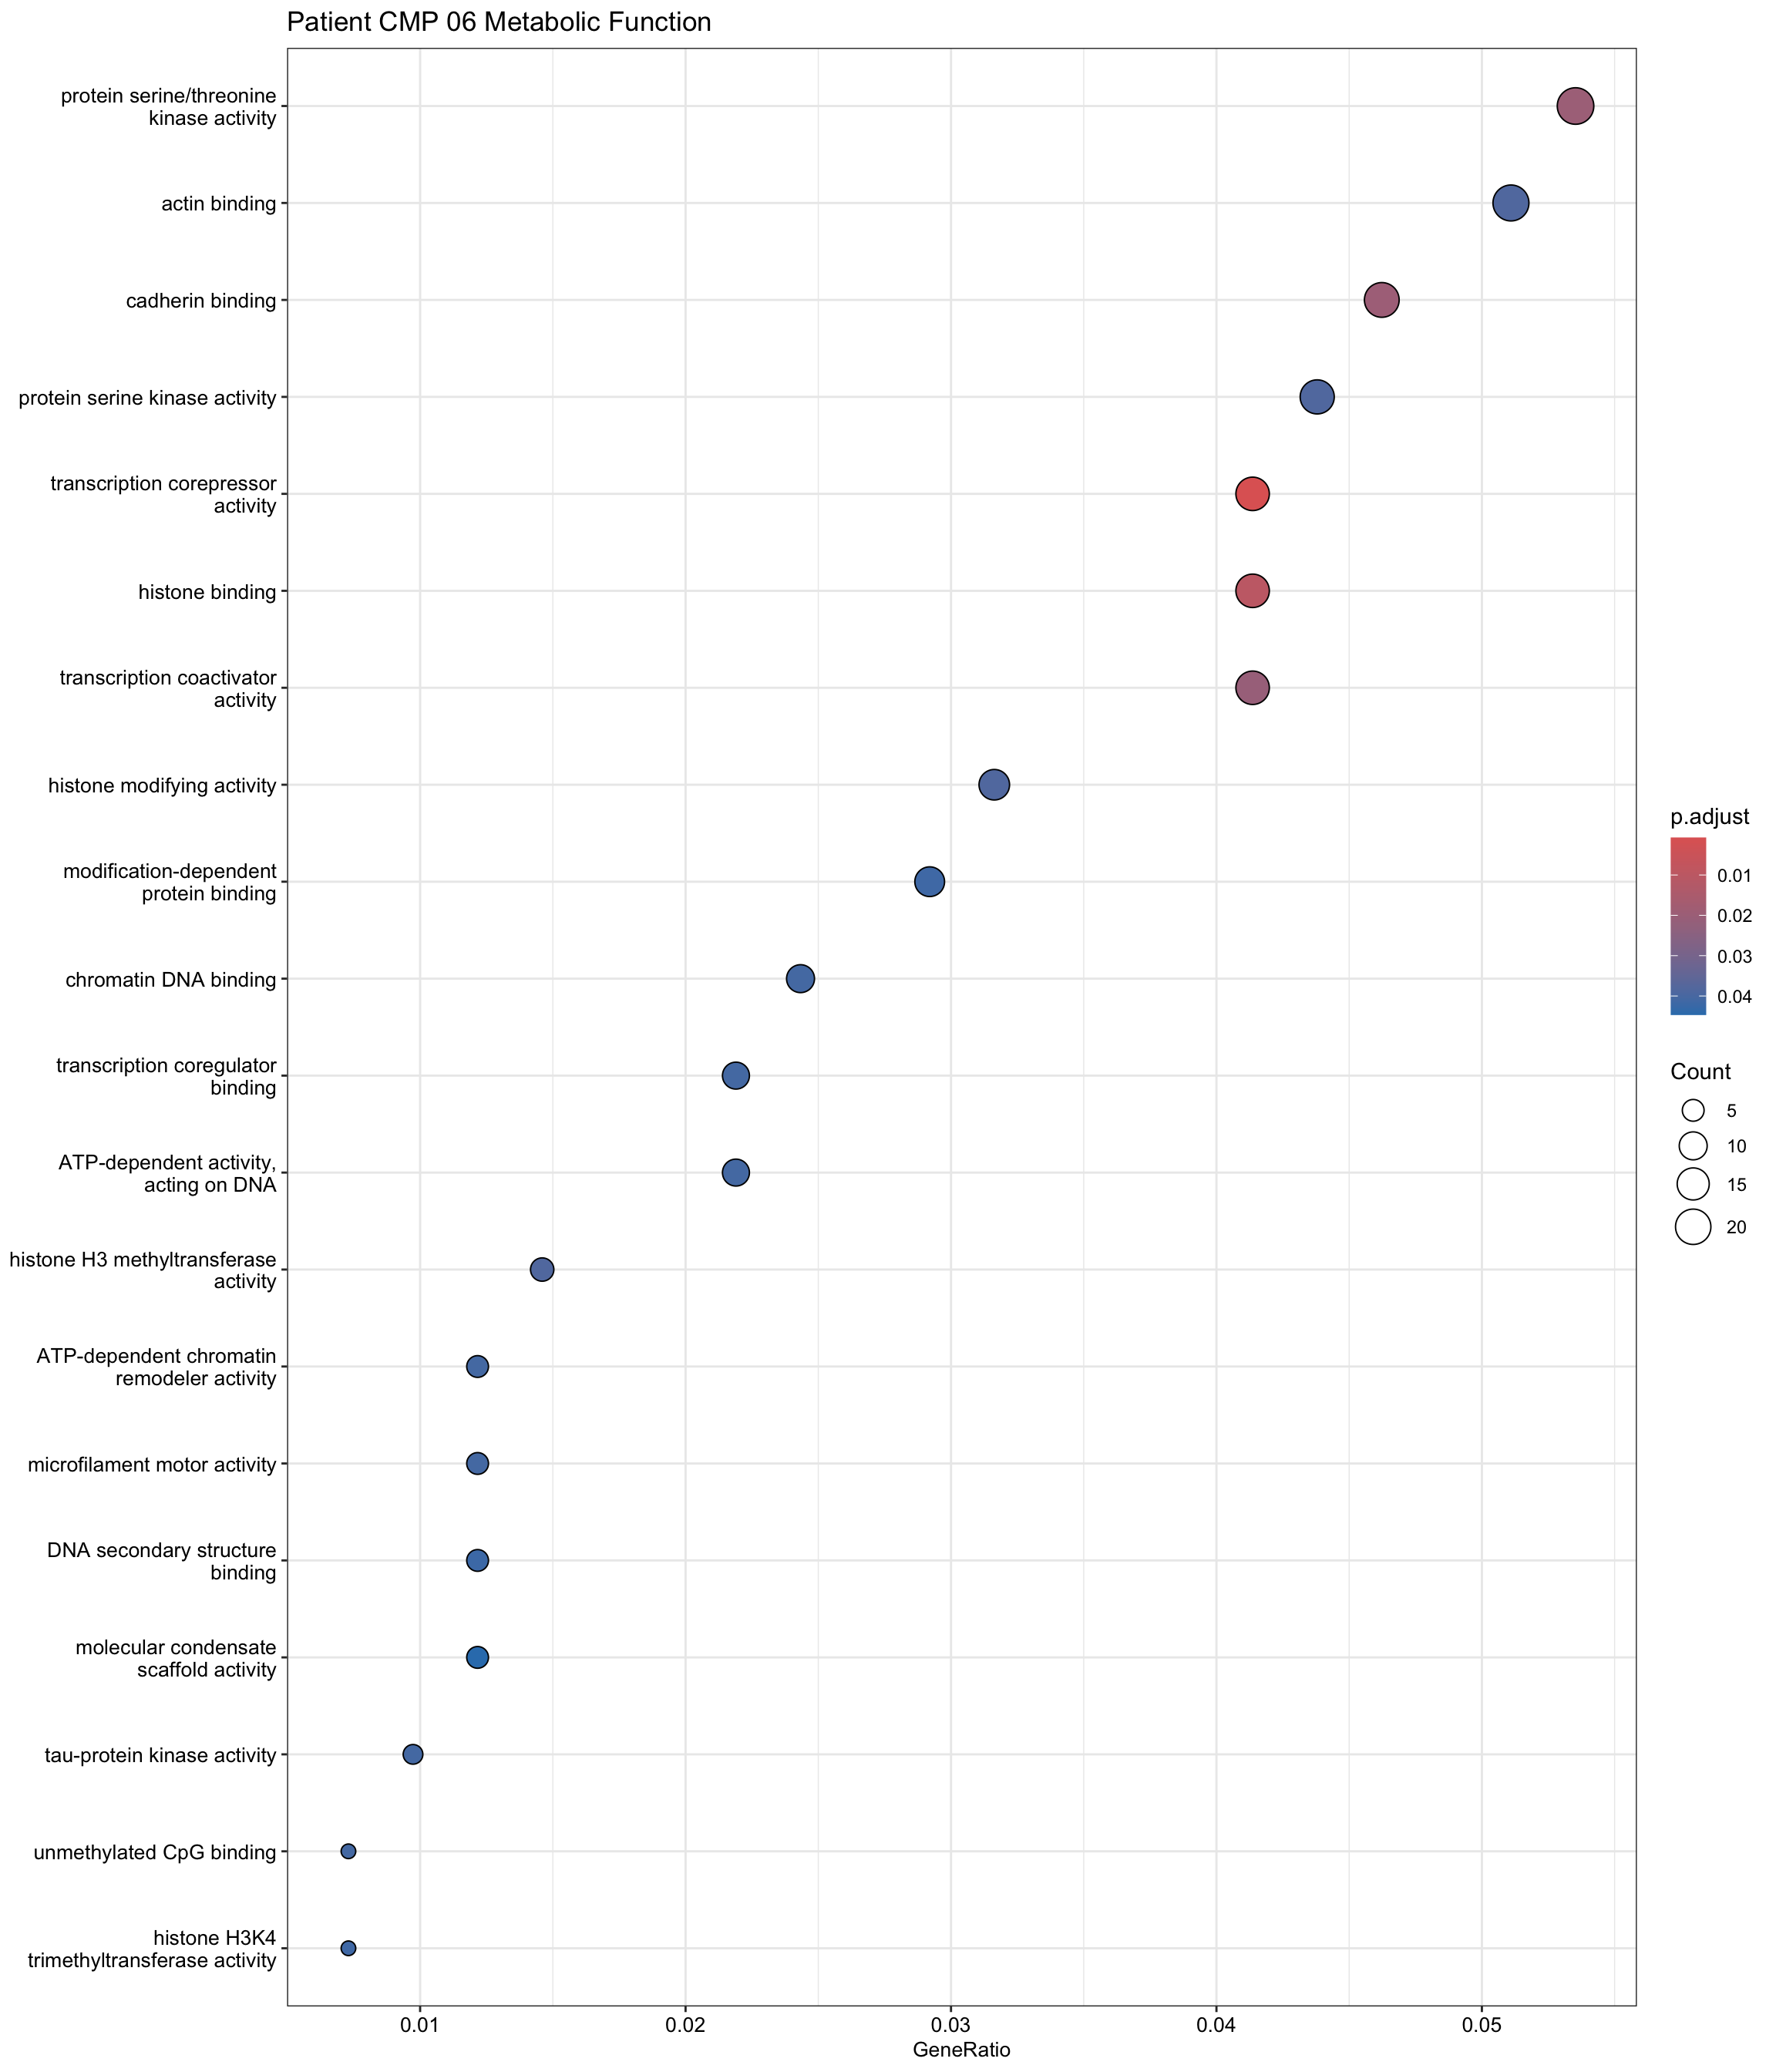 Patient CMP 06 Metabolic Function
protein serine/threonine
kinase activity
actin binding
cadherin binding
protein serine kinase activity
transcription corepressor
activity
histone binding
transcription coactivator
activity
histone modifying activity
modification-dependent
protein binding
chromatin DNA binding
transcription coregulator
binding
ATP-dependent activity,
acting on DNA
histone H3 methyltransferase
activity
ATP-dependent chromatin
remodeler activity
microfilament motor activity
DNA secondary structure
binding
molecular condensate
scaffold activity
tau-protein kinase activity
unmethylated CpG binding
histone H3K4
trimethyltransferase activity
0.01 0.02 0.03 0.04 0.05
GeneRatio
p.adjust
0.01
0.02
0.03
0.04
Count
5
10
15
20